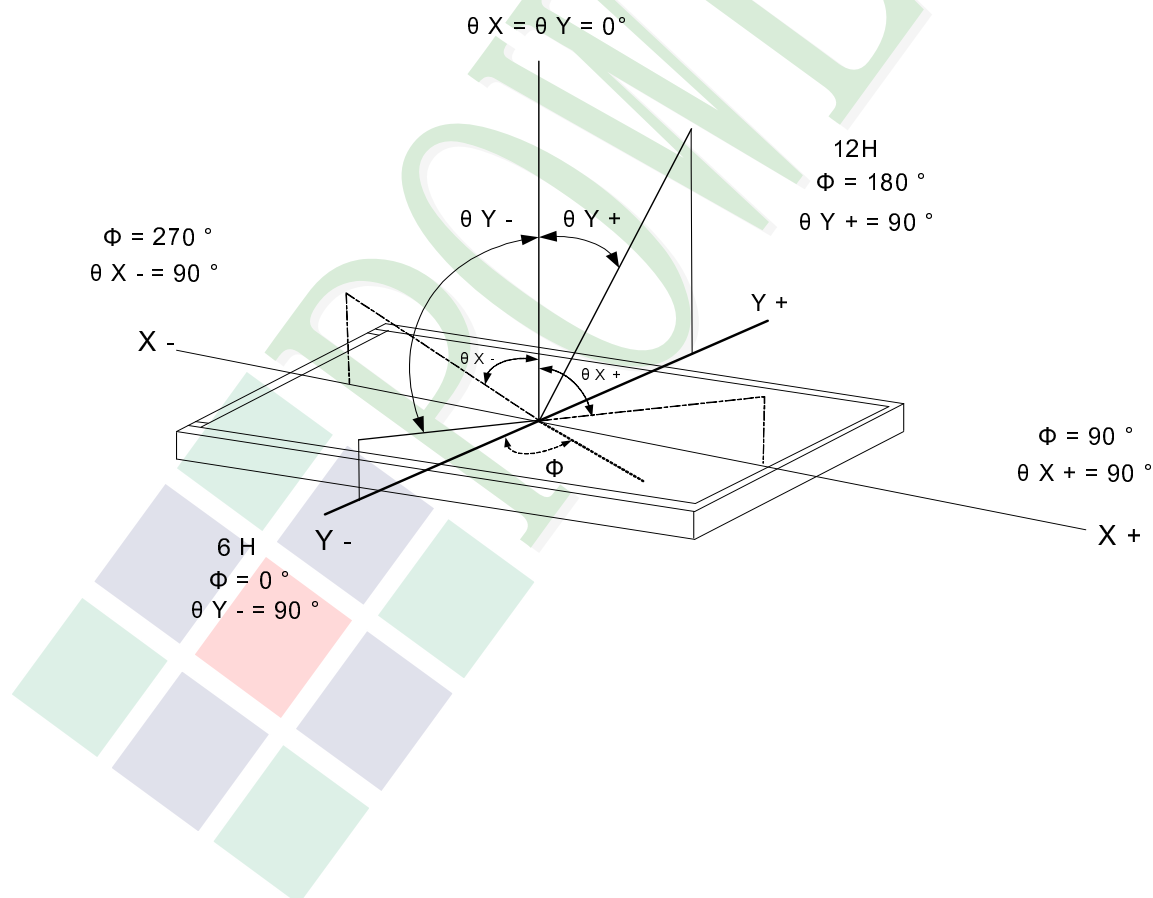 θ X = θ Y = 0°
12H
Φ = 180 °
θ Y + = 90 °
θ Y - θ Y +
Φ = 270 °
θ X - = 90 °
Y +
X -
θ X -
θ X +
Φ = 90 °
θ X + = 90 °
Φ
X +
Y -
6 H
Φ = 0 °
θ Y - = 90 °